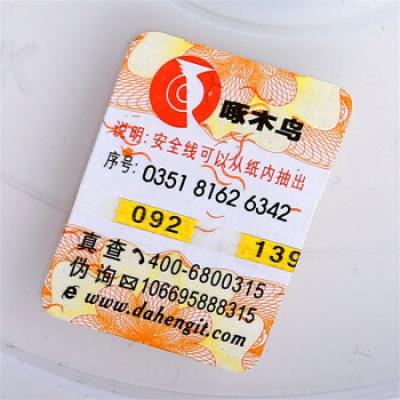 啄木鸟
说明:安全线可以从纸内抽出
序号: 0351 8162 6342
092 139
真查 400-6800315
伪询 106695888315
www.dahengit.com